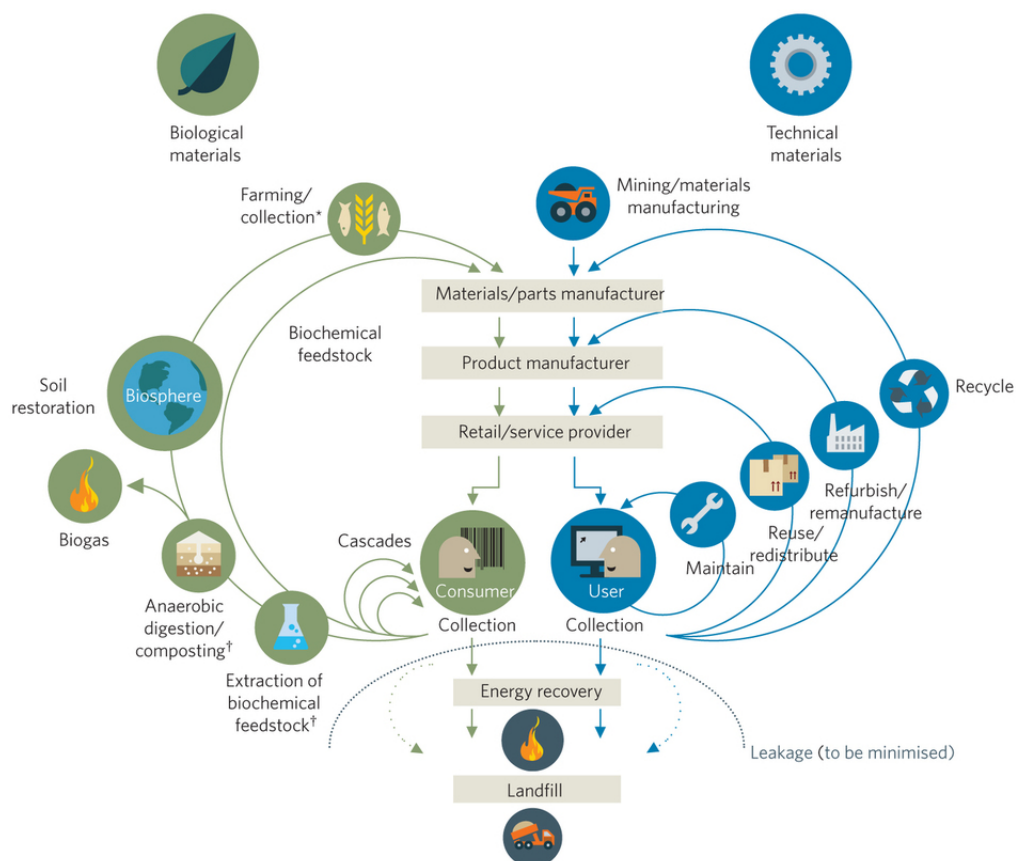 Biological
materials
Technical
materials
Farming/
collection*
Mining/materials
manufacturing
Materials/parts manufacturer
Biochemical
feedstock
Product manufacturer
Soil
restoration
Biosphere
Recycle
Retail/service provider
Refurbish/
remanufacture
Biogas
Cascades
Reuse/
redistribute
Maintain
Consumer
User
Anaerobic
digestion/
composting†
Collection
Collection
Extraction of
biochemical
feedstock†
Energy recovery
Leakage (to be minimised)
Landfill